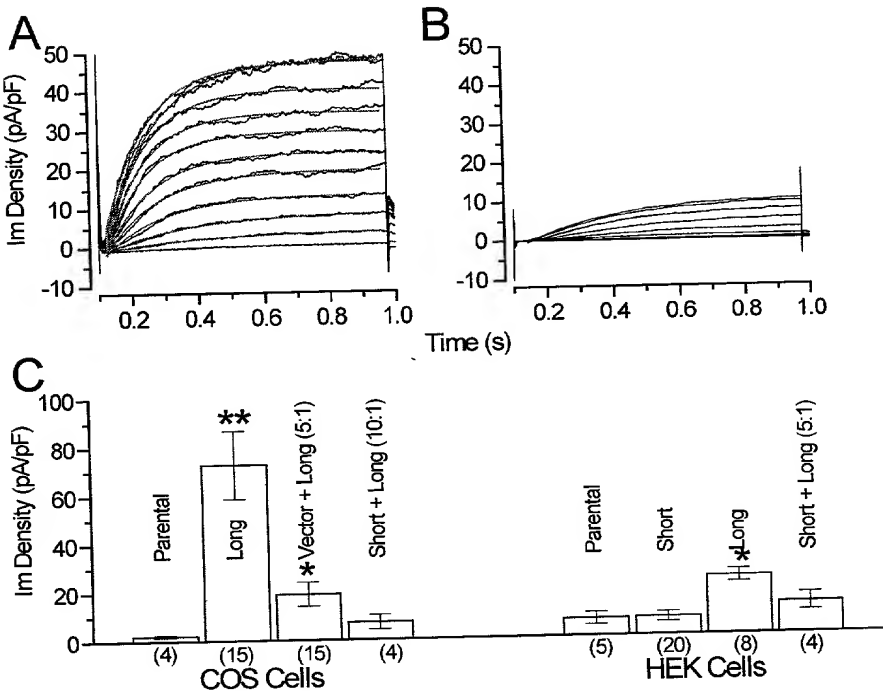 A
Im Density (pA/pF)
50
40
30
20
10
0
-10
0.2
0.4
0.6
0.8
1.0
B
50
40
30
20
10
0
-10
0.2
0.4
0.6
0.8
1.0
Time (s)
C
Im Density (pA/pF)
100
80
60
40
20
0
Parental
**
Long
Vector + Long (5:1)
*
Short + Long (10:1)
Parental
Short
Long
*
Short + Long (5:1)
(4)
(15)
(15)
(4)
(5)
(20)
(8)
(4)
COS Cells
HEK Cells